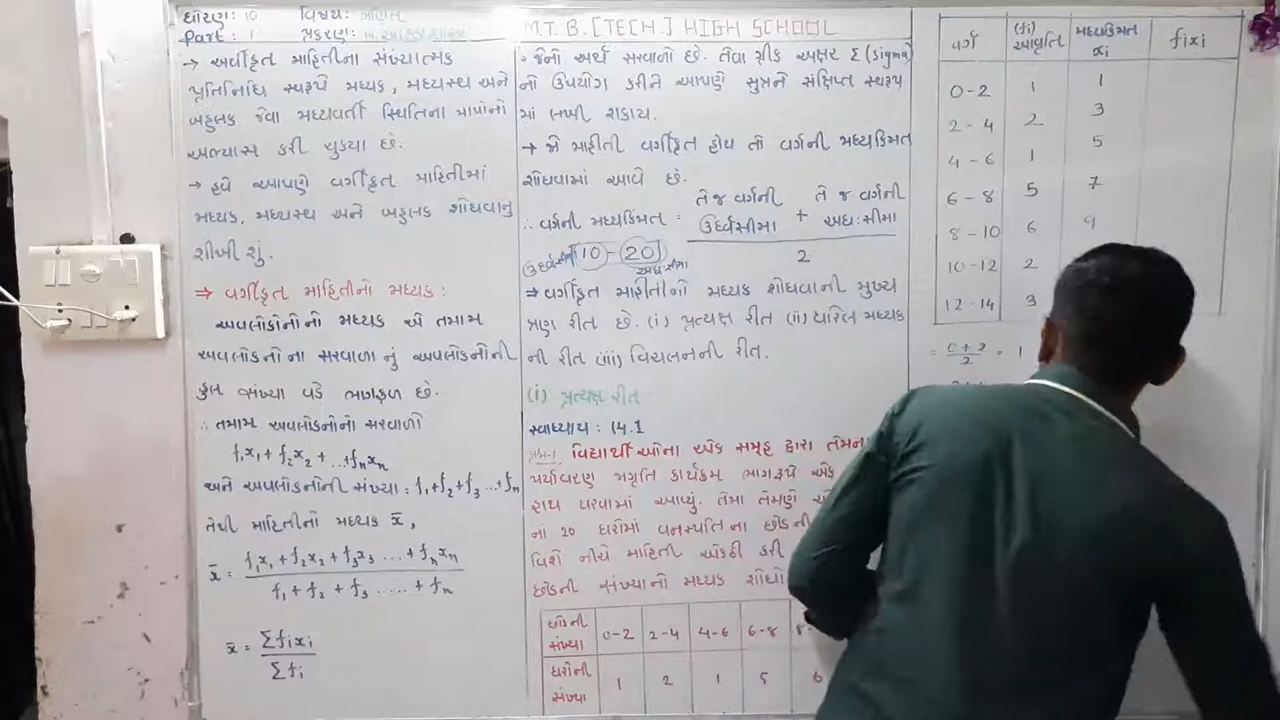 ધોરણ: 10 વિષય: ગણિત
Part: 1 પ્રકરણ: 14.
M.T.B. [TECH.] HIGH SCHOOL
→ અવર્ગીકૃત માહિતીના સંખ્યાત્મક
પ્રતિનિધિ સ્વરૂપે મધ્યક, મધ્યસ્થ અને
બહુલક જેવા મધ્યવર્તી સ્થિતિના માપોનો
અભ્યાસ કરી ચુક્યા છે.
→ હવે આપણે વર્ગીકૃત માહિતીમાં
મધ્યક, મધ્યસ્થ અને બહુલક શોધવાનુ
શીખી શું.
⇒ વર્ગીકૃત માહિતીનો મધ્યક :
અવલોકોનોનો મધ્યક એ તમામ
અવલોકનો ના સરવાળા નું અવલોકનોની
કુલ સંખ્યા વડે ભાગફળ છે.
∴ તમામ અવલોકનોનો સરવાળો
f₁x₁ + f₂x₂ + ...+fₙxₙ
અને અવલોકનોની સંખ્યા : f₁+f₂+f₃ ...+fₙ
તેથી માહિતીનો મધ્યક x̄,
x̄ = f₁x₁ + f₂x₂ + f₃x₃ ... + fₙxₙ
f₁ + f₂ + f₃ ..... + fₙ
x̄ = Σfixi
Σfi
જેનો અર્થ સરવાળો છે. તેવા ગ્રીક અક્ષર Σ (sigma)
નો ઉપયોગ કરીને આપણે સુત્રને સંક્ષિપ્ત સ્વરૂપ
માં લખી શકાય.
→ જો માહીતી વર્ગીકૃત હોય તો વર્ગની મધ્યકિંમત
શોધવામાં આવે છે.
∴ વર્ગની મધ્યકિંમત = તે જ વર્ગની ઉર્ધ્વસીમા + તે જ વર્ગની અધઃસીમા
2
ઉર્ધ્વસીમા [10 - 20] અધઃસીમા
⇒ વર્ગીકૃત માહીતીનો મધ્યક શોધવાની મુખ્ય
ત્રણ રીત છે. (i) પ્રત્યક્ષ રીત (ii) ધારેલ મધ્યક
ની રીત (iii) વિચલનની રીત.
(i) પ્રત્યક્ષ રીત
સ્વાધ્યાય : 14.1
પ્રશ્ન-1 વિદ્યાર્થી ઓના એક સમૂહ દ્વારા તેમના
પર્યાવરણ જાગૃતિ કાર્યક્રમ ભાગરૂપે એક
હાથ ધરવામાં આવ્યું. તેમા તેમણે
નાં 20 ઘરોમાં વનસ્પતિ ના છોડની
વિશે નીચે માહિતી એકઠી કરી
છોડની સંખ્યાનો મધ્યક શોધો
છોડની સંખ્યા 0-2 2-4 4-6 6-8 8-
ઘરોની સંખ્યા 1 2 1 5 6
વર્ગ (fi) આવૃતિ મધ્યકિંમત xi fixi
0-2 1 1
2-4 2 3
4-6 1 5
6-8 5 7
8-10 6 9
10-12 2
12-14 3
= 0+2 = 1
2